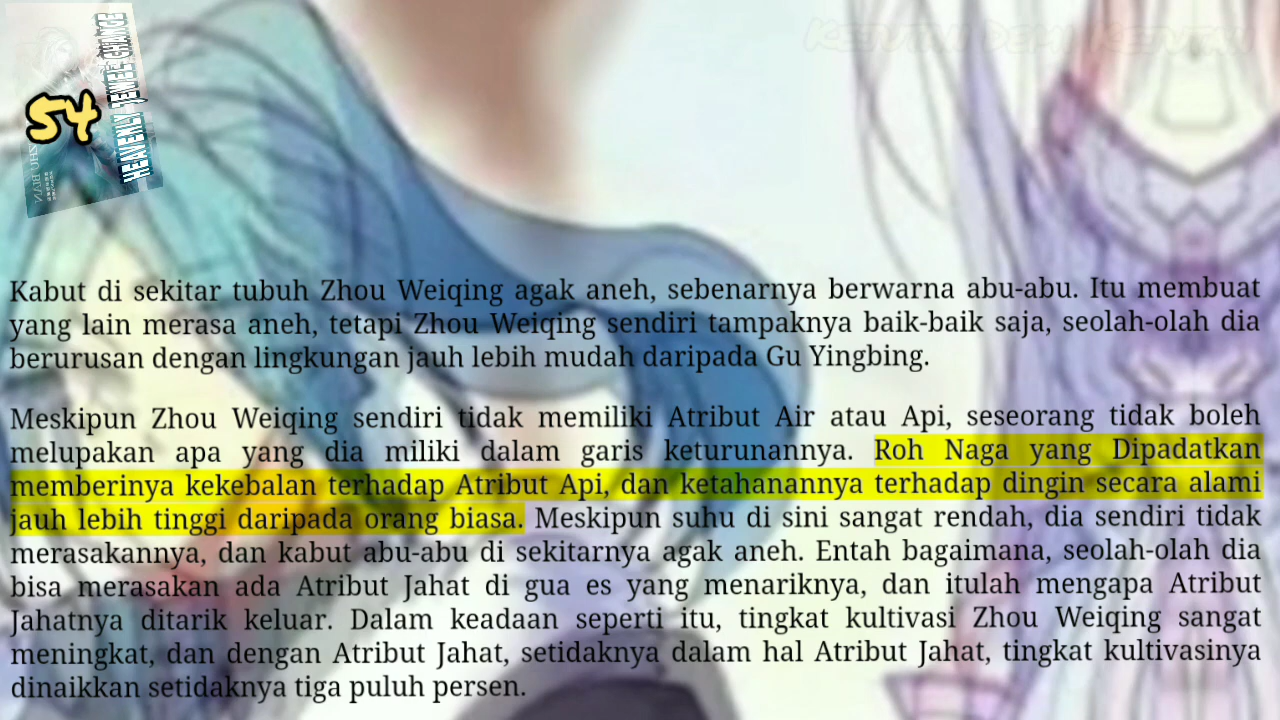 54
HEAVENLY JEWEL CHANGE
ZHU BIAN
Kabut di sekitar tubuh Zhou Weiqing agak aneh, sebenarnya berwarna abu-abu. Itu membuat
yang lain merasa aneh, tetapi Zhou Weiqing sendiri tampaknya baik-baik saja, seolah-olah dia
berurusan dengan lingkungan jauh lebih mudah daripada Gu Yingbing.
Meskipun Zhou Weiqing sendiri tidak memiliki Atribut Air atau Api, seseorang tidak boleh
melupakan apa yang dia miliki dalam garis keturunannya. Roh Naga yang Dipadatkan
memberinya kekebalan terhadap Atribut Api, dan ketahanannya terhadap dingin secara alami
jauh lebih tinggi daripada orang biasa. Meskipun suhu di sini sangat rendah, dia sendiri tidak
merasakannya, dan kabut abu-abu di sekitarnya agak aneh. Entah bagaimana, seolah-olah dia
bisa merasakan ada Atribut Jahat di gua es yang menariknya, dan itulah mengapa Atribut
Jahatnya ditarik keluar. Dalam keadaan seperti itu, tingkat kultivasi Zhou Weiqing sangat
meningkat, dan dengan Atribut Jahat, setidaknya dalam hal Atribut Jahat, tingkat kultivasinya
dinaikkan setidaknya tiga puluh persen.